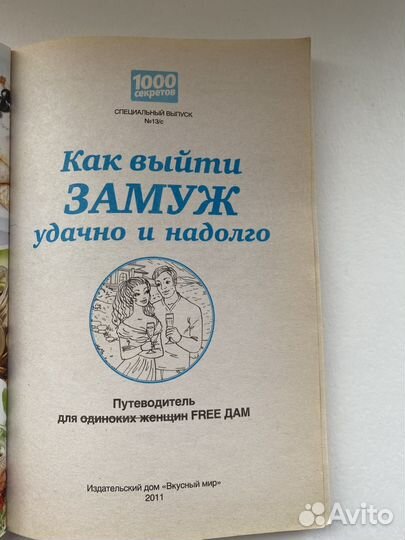 1000
секретов
СПЕЦИАЛЬНЫЙ ВЫПУСК
№13/с
Как выйти
ЗАМУЖ
удачно и надолго
Путеводитель
для одиноких женщин FREE ДАМ
Издательский дом «Вкусный мир»
2011
Avito